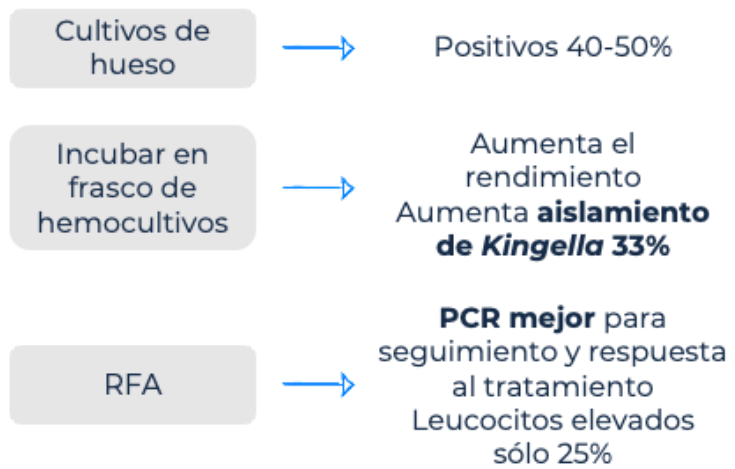 Cultivos de
hueso
Positivos 40-50%
Incubar en
frasco de
hemocultivos
Aumenta el
rendimiento
Aumenta aislamiento
de Kingella 33%
RFA
PCR mejor para
seguimiento y respuesta
al tratamiento
Leucocitos elevados
sólo 25%